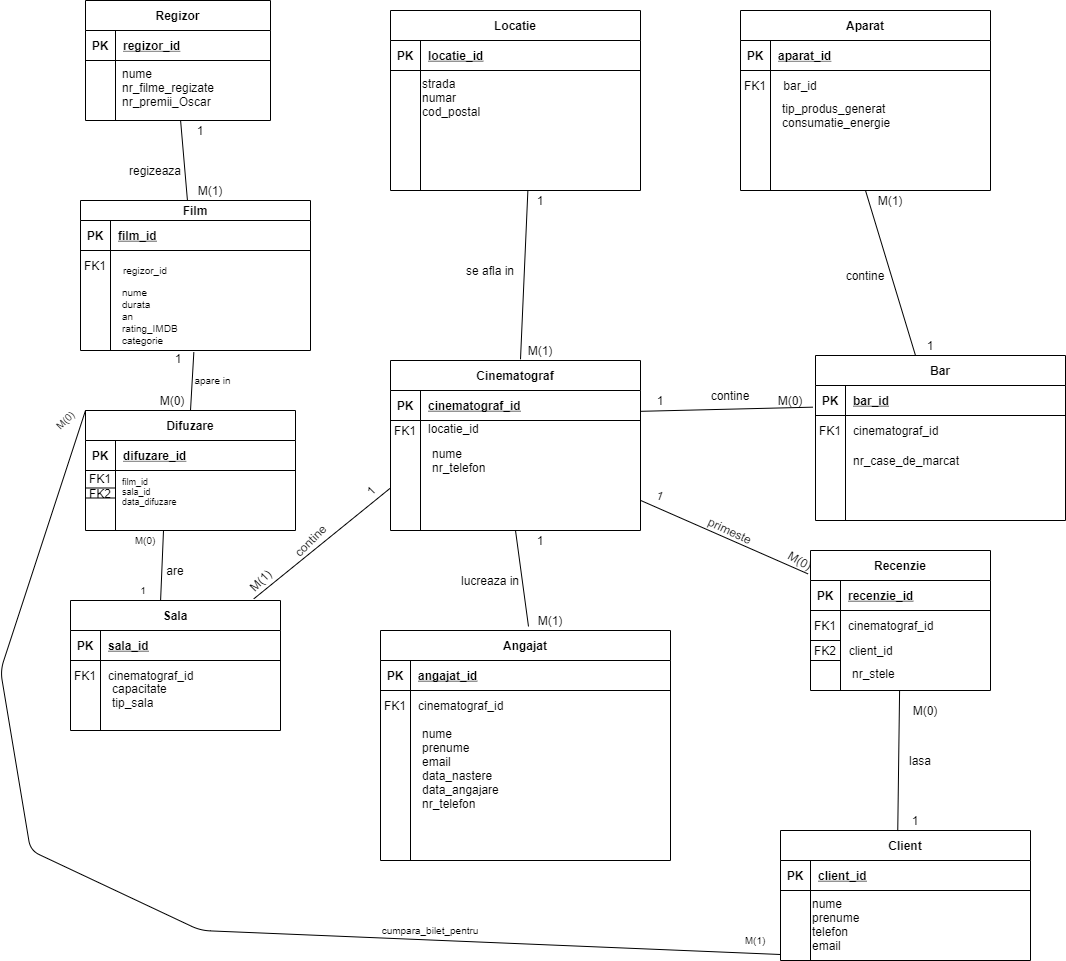 Regizor
PK regizor_id
nume
nr_filme_regizate
nr_premii_Oscar
1
regizeaza
M(1)
Film
PK film_id
FK1 regizor_id
nume
durata
an
rating_IMDB
categorie
1
apare in
M(0)
M(0)
Difuzare
PK difuzare_id
FK1 film_id
FK2 sala_id
data_difuzare
M(0)
are
1
Sala
PK sala_id
FK1 cinematograf_id
capacitate
tip_sala
Locatie
PK locatie_id
strada
numar
cod_postal
1
se afla in
M(1)
Cinematograf
PK cinematograf_id
FK1 locatie_id
nume
nr_telefon
1
contine
M(1)
1
lucreaza in
M(1)
Angajat
PK angajat_id
FK1 cinematograf_id
nume
prenume
email
data_nastere
data_angajare
nr_telefon
Aparat
PK aparat_id
FK1 bar_id
tip_produs_generat
consumatie_energie
M(1)
contine
1
1 contine M(0)
Bar
PK bar_id
FK1 cinematograf_id
nr_case_de_marcat
1
primeste
M(0)
Recenzie
PK recenzie_id
FK1 cinematograf_id
FK2 client_id
nr_stele
M(0)
lasa
1
Client
PK client_id
nume
prenume
telefon
email
cumpara_bilet_pentru
M(1)